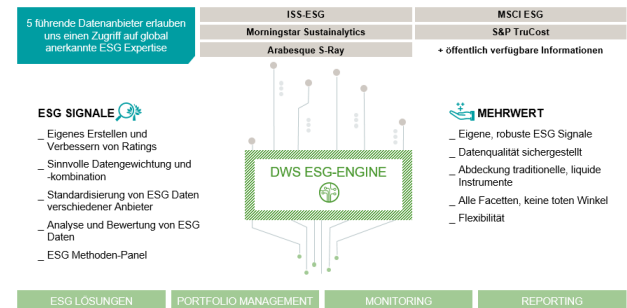 5 führende Datenanbieter erlauben
uns einen Zugriff auf global
anerkannte ESG Expertise
ISS-ESG
MSCI ESG
Morningstar Sustainalytics
S&P TruCost
Arabesque S-Ray
+ öffentlich verfügbare Informationen
ESG SIGNALE
_ Eigenes Erstellen und
Verbessern von Ratings
_ Sinnvolle Datengewichtung und
-kombination
_ Standardisierung von ESG Daten
verschiedener Anbieter
_ Analyse und Bewertung von ESG
Daten
_ ESG Methoden-Panel
DWS ESG-ENGINE
MEHRWERT
_ Eigene, robuste ESG Signale
_ Datenqualität sichergestellt
_ Abdeckung traditionelle, liquide
Instrumente
_ Alle Facetten, keine toten Winkel
_ Flexibilität
ESG LÖSUNGEN
PORTFOLIO MANAGEMENT
MONITORING
REPORTING